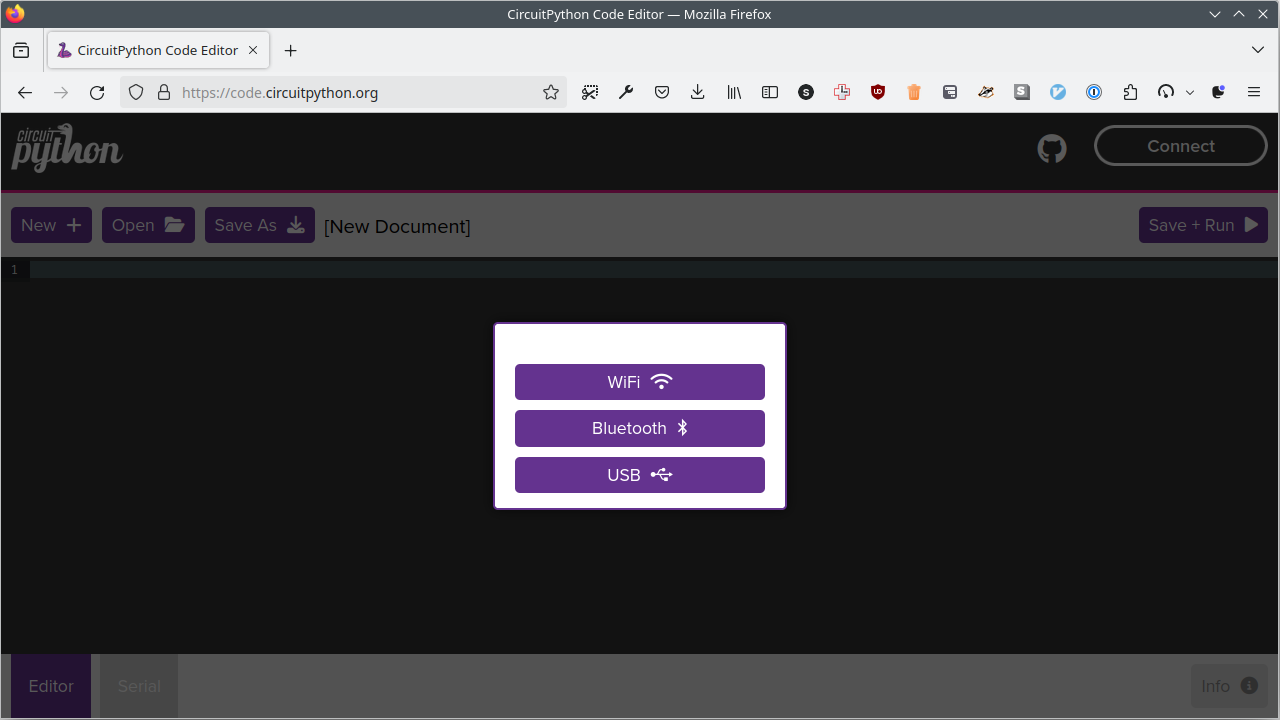 CircuitPython Code Editor — Mozilla Firefox
CircuitPython Code Editor
https://code.circuitpython.org
circuit
python
Connect
New
Open
Save As
[New Document]
Save + Run
1
WiFi
Bluetooth
USB
Editor
Serial
Info